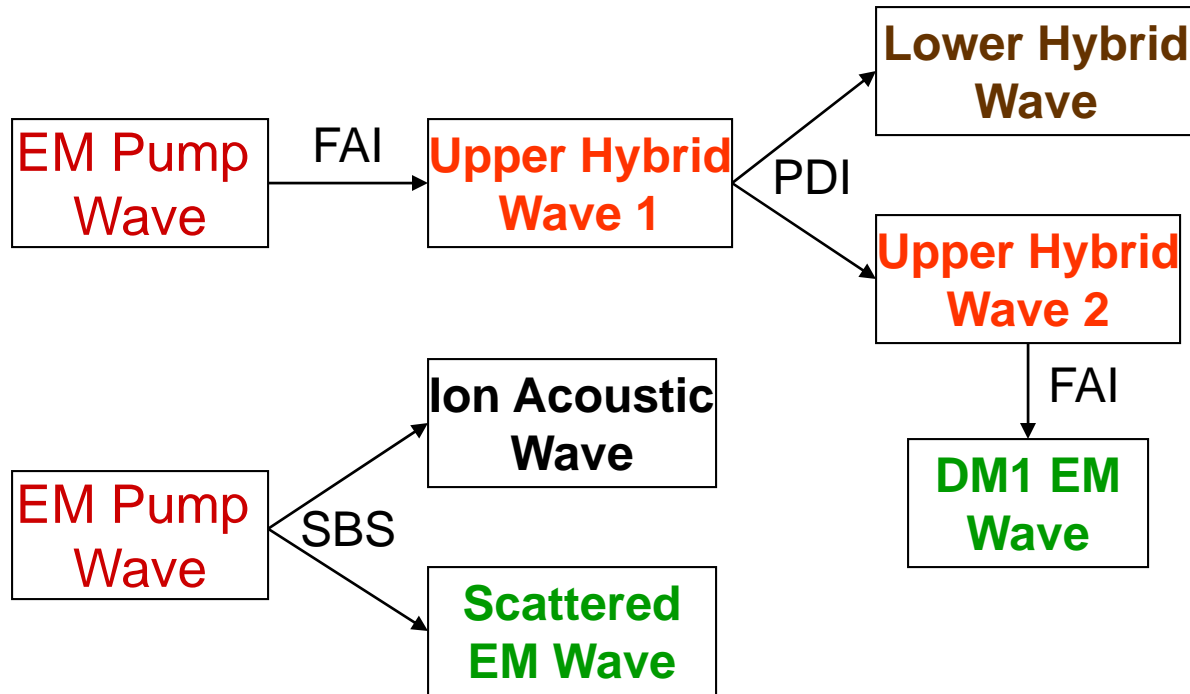 Lower Hybrid
Wave
EM Pump
Wave
FAI
Upper Hybrid
Wave 1
PDI
Upper Hybrid
Wave 2
FAI
DM1 EM
Wave
Ion Acoustic
Wave
EM Pump
Wave
SBS
Scattered
EM Wave